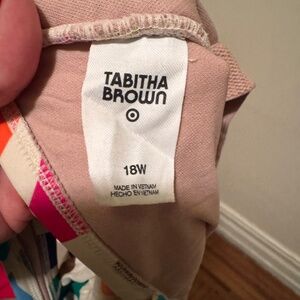 TABITHA
BROWN
18W
MADE IN VIETNAM
HECHO EN VIETNAM